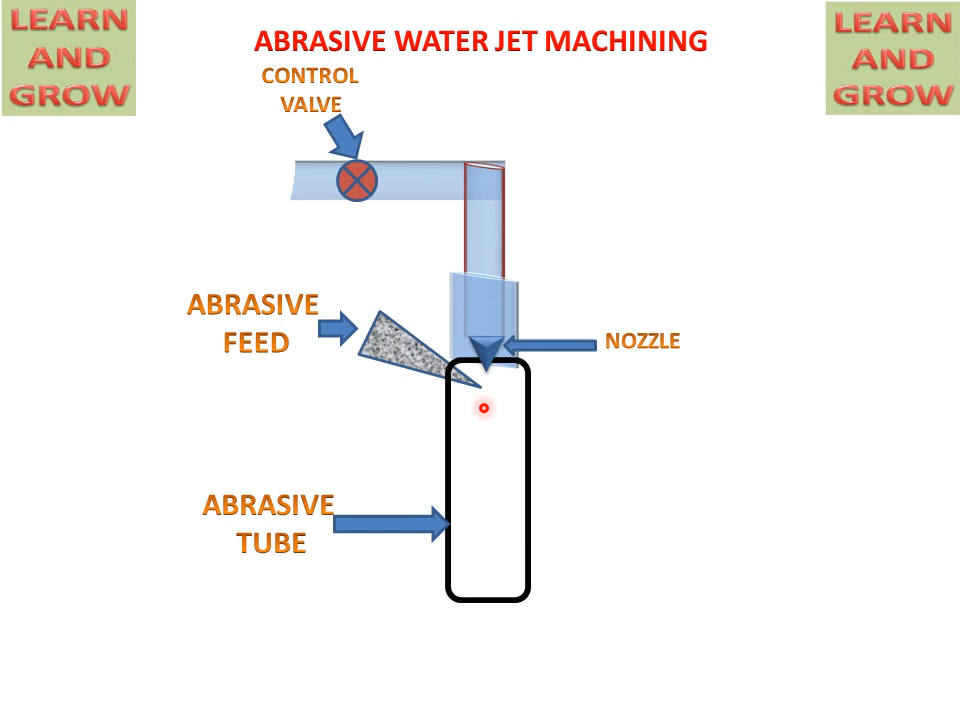 LEARN
AND
GROW
ABRASIVE WATER JET MACHINING
LEARN
AND
GROW
CONTROL
VALVE
ABRASIVE
FEED
NOZZLE
ABRASIVE
TUBE